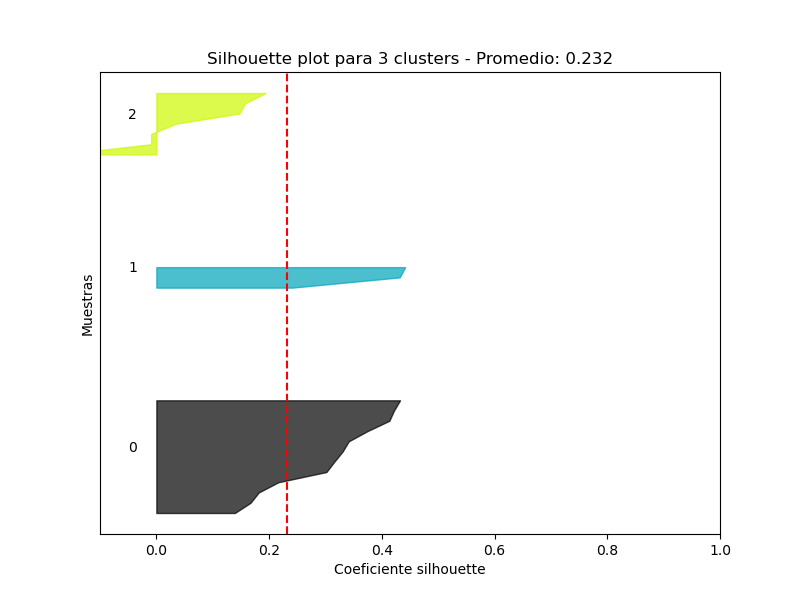 Silhouette plot para 3 clusters - Promedio: 0.232
2
1
0
Muestras
0.0 0.2 0.4 0.6 0.8 1.0
Coeficiente silhouette